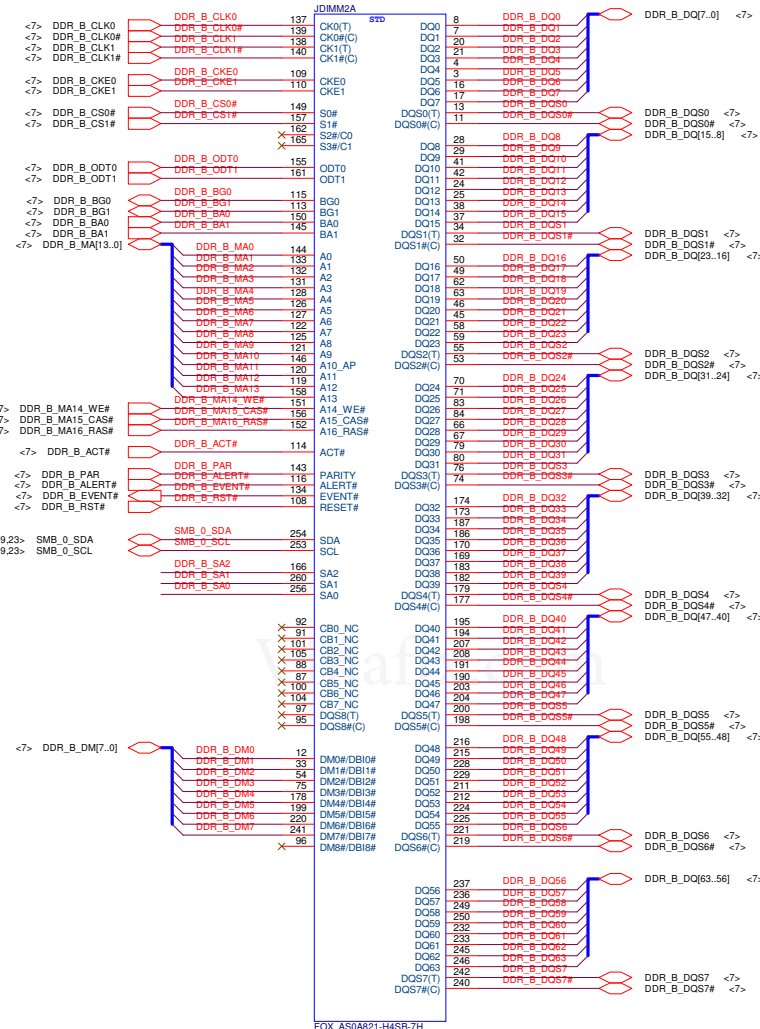 JDIMM2A
STD
<7> DDR_B_CLK0 DDR_B_CLK0 137 CK0(T)
<7> DDR_B_CLK0# DDR_B_CLK0# 139 CK0#(C)
<7> DDR_B_CLK1 DDR_B_CLK1 138 CK1(T)
<7> DDR_B_CLK1# DDR_B_CLK1# 140 CK1#(C)
<7> DDR_B_CKE0 DDR_B_CKE0 109 CKE0
<7> DDR_B_CKE1 DDR_B_CKE1 110 CKE1
<7> DDR_B_CS0# DDR_B_CS0# 149 S0#
<7> DDR_B_CS1# DDR_B_CS1# 157 S1#
162 S2#/C0
165 S3#/C1
<7> DDR_B_ODT0 DDR_B_ODT0 155 ODT0
<7> DDR_B_ODT1 DDR_B_ODT1 161 ODT1
<7> DDR_B_BG0 DDR_B_BG0 115 BG0
<7> DDR_B_BG1 DDR_B_BG1 113 BG1
<7> DDR_B_BA0 DDR_B_BA0 150 BA0
<7> DDR_B_BA1 DDR_B_BA1 145 BA1
<7> DDR_B_MA[13..0]
DDR_B_MA0 144 A0
DDR_B_MA1 133 A1
DDR_B_MA2 132 A2
DDR_B_MA3 131 A3
DDR_B_MA4 128 A4
DDR_B_MA5 126 A5
DDR_B_MA6 127 A6
DDR_B_MA7 122 A7
DDR_B_MA8 125 A8
DDR_B_MA9 121 A9
DDR_B_MA10 146 A10_AP
DDR_B_MA11 120 A11
DDR_B_MA12 119 A12
DDR_B_MA13 158 A13
7> DDR_B_MA14_WE# DDR_B_MA14_WE# 151 A14_WE#
7> DDR_B_MA15_CAS# DDR_B_MA15_CAS# 156 A15_CAS#
7> DDR_B_MA16_RAS# DDR_B_MA16_RAS# 152 A16_RAS#
<7> DDR_B_ACT# DDR_B_ACT# 114 ACT#
<7> DDR_B_PAR DDR_B_PAR 143 PARITY
<7> DDR_B_ALERT# DDR_B_ALERT# 116 ALERT#
<7> DDR_B_EVENT# DDR_B_EVENT# 134 EVENT#
<7> DDR_B_RST# DDR_B_RST# 108 RESET#
9,23> SMB_0_SDA SMB_0_SDA 254 SDA
9,23> SMB_0_SCL SMB_0_SCL 253 SCL
DDR_B_SA2 166 SA2
DDR_B_SA1 260 SA1
DDR_B_SA0 256 SA0
92 CB0_NC
91 CB1_NC
101 CB2_NC
105 CB3_NC
88 CB4_NC
87 CB5_NC
100 CB6_NC
104 CB7_NC
97 DQS8(T)
95 DQS8#(C)
<7> DDR_B_DM[7..0]
DDR_B_DM0 12 DM0#/DBI0#
DDR_B_DM1 33 DM1#/DBI1#
DDR_B_DM2 54 DM2#/DBI2#
DDR_B_DM3 75 DM3#/DBI3#
DDR_B_DM4 178 DM4#/DBI4#
DDR_B_DM5 199 DM5#/DBI5#
DDR_B_DM6 220 DM6#/DBI6#
DDR_B_DM7 241 DM7#/DBI7#
96 DM8#/DBI8#
DDR_B_DQ[7..0] <7>
DQ0 8 DDR_B_DQ0
DQ1 7 DDR_B_DQ1
DQ2 20 DDR_B_DQ2
DQ3 21 DDR_B_DQ3
DQ4 4 DDR_B_DQ4
DQ5 3 DDR_B_DQ5
DQ6 16 DDR_B_DQ6
DQ7 17 DDR_B_DQ7
DQS0(T) 13 DDR_B_DQS0 DDR_B_DQS0 <7>
DQS0#(C) 11 DDR_B_DQS0# DDR_B_DQS0# <7>
DDR_B_DQ[15..8] <7>
DQ8 28 DDR_B_DQ8
DQ9 29 DDR_B_DQ9
DQ10 41 DDR_B_DQ10
DQ11 42 DDR_B_DQ11
DQ12 24 DDR_B_DQ12
DQ13 25 DDR_B_DQ13
DQ14 38 DDR_B_DQ14
DQ15 37 DDR_B_DQ15
DQS1(T) 34 DDR_B_DQS1 DDR_B_DQS1 <7>
DQS1#(C) 32 DDR_B_DQS1# DDR_B_DQS1# <7>
DDR_B_DQ[23..16] <7>
DQ16 50 DDR_B_DQ16
DQ17 49 DDR_B_DQ17
DQ18 62 DDR_B_DQ18
DQ19 63 DDR_B_DQ19
DQ20 46 DDR_B_DQ20
DQ21 45 DDR_B_DQ21
DQ22 58 DDR_B_DQ22
DQ23 59 DDR_B_DQ23
DQS2(T) 55 DDR_B_DQS2 DDR_B_DQS2 <7>
DQS2#(C) 53 DDR_B_DQS2# DDR_B_DQS2# <7>
DDR_B_DQ[31..24] <7>
DQ24 70 DDR_B_DQ24
DQ25 71 DDR_B_DQ25
DQ26 83 DDR_B_DQ26
DQ27 84 DDR_B_DQ27
DQ28 66 DDR_B_DQ28
DQ29 67 DDR_B_DQ29
DQ30 79 DDR_B_DQ30
DQ31 80 DDR_B_DQ31
DQS3(T) 76 DDR_B_DQS3 DDR_B_DQS3 <7>
DQS3#(C) 74 DDR_B_DQS3# DDR_B_DQS3# <7>
DDR_B_DQ[39..32] <7>
DQ32 174 DDR_B_DQ32
DQ33 173 DDR_B_DQ33
DQ34 187 DDR_B_DQ34
DQ35 186 DDR_B_DQ35
DQ36 170 DDR_B_DQ36
DQ37 169 DDR_B_DQ37
DQ38 183 DDR_B_DQ38
DQ39 182 DDR_B_DQ39
DQS4(T) 179 DDR_B_DQS4 DDR_B_DQS4 <7>
DQS4#(C) 177 DDR_B_DQS4# DDR_B_DQS4# <7>
DDR_B_DQ[47..40] <7>
DQ40 195 DDR_B_DQ40
DQ41 194 DDR_B_DQ41
DQ42 207 DDR_B_DQ42
DQ43 208 DDR_B_DQ43
DQ44 191 DDR_B_DQ44
DQ45 190 DDR_B_DQ45
DQ46 203 DDR_B_DQ46
DQ47 204 DDR_B_DQ47
DQS5(T) 200 DDR_B_DQS5 DDR_B_DQS5 <7>
DQS5#(C) 198 DDR_B_DQS5# DDR_B_DQS5# <7>
DDR_B_DQ[55..48] <7>
DQ48 216 DDR_B_DQ48
DQ49 215 DDR_B_DQ49
DQ50 228 DDR_B_DQ50
DQ51 229 DDR_B_DQ51
DQ52 211 DDR_B_DQ52
DQ53 212 DDR_B_DQ53
DQ54 224 DDR_B_DQ54
DQ55 225 DDR_B_DQ55
DQS6(T) 221 DDR_B_DQS6 DDR_B_DQS6 <7>
DQS6#(C) 219 DDR_B_DQS6# DDR_B_DQS6# <7>
DDR_B_DQ[63..56] <7>
DQ56 237 DDR_B_DQ56
DQ57 236 DDR_B_DQ57
DQ58 249 DDR_B_DQ58
DQ59 250 DDR_B_DQ59
DQ60 232 DDR_B_DQ60
DQ61 233 DDR_B_DQ61
DQ62 245 DDR_B_DQ62
DQ63 246 DDR_B_DQ63
DQS7(T) 242 DDR_B_DQS7 DDR_B_DQS7 <7>
DQS7#(C) 240 DDR_B_DQS7# DDR_B_DQS7# <7>
FOX_AS0A821-H4SB-7H